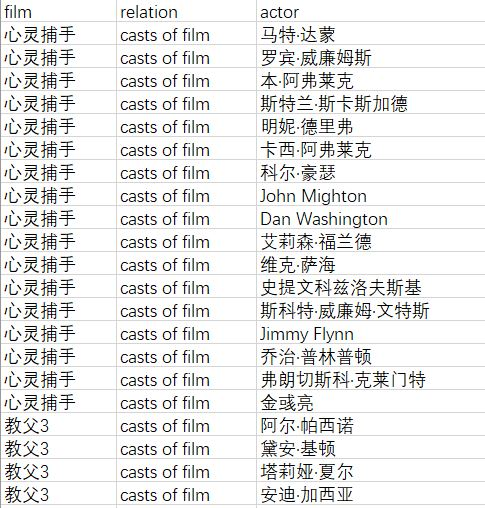 film relation actor
心灵捕手 casts of film 马特·达蒙
心灵捕手 casts of film 罗宾·威廉姆斯
心灵捕手 casts of film 本·阿弗莱克
心灵捕手 casts of film 斯特兰·斯卡斯加德
心灵捕手 casts of film 明妮·德里弗
心灵捕手 casts of film 卡西·阿弗莱克
心灵捕手 casts of film 科尔·豪瑟
心灵捕手 casts of film John Mighton
心灵捕手 casts of film Dan Washington
心灵捕手 casts of film 艾莉森·福兰德
心灵捕手 casts of film 维克·萨海
心灵捕手 casts of film 史提文科兹洛夫斯基
心灵捕手 casts of film 斯科特·威廉姆·文特斯
心灵捕手 casts of film Jimmy Flynn
心灵捕手 casts of film 乔治·普林普顿
心灵捕手 casts of film 弗朗切斯科·克莱门特
心灵捕手 casts of film 金彧亮
教父3 casts of film 阿尔·帕西诺
教父3 casts of film 黛安·基顿
教父3 casts of film 塔莉娅·夏尔
教父3 casts of film 安迪·加西亚